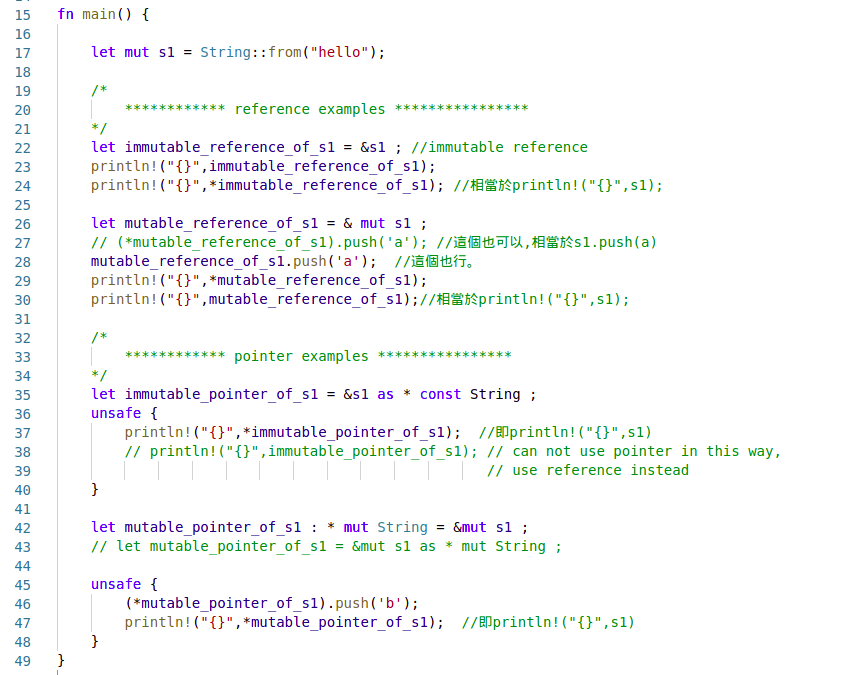 15 fn main() {
16
17 let mut s1 = String::from("hello");
18
19 /*
20 ************ reference examples ****************
21 */
22 let immutable_reference_of_s1 = &s1 ; //immutable reference
23 println!("{}",immutable_reference_of_s1);
24 println!("{}",*immutable_reference_of_s1); //相當於println!("{}",s1);
25
26 let mutable_reference_of_s1 = & mut s1 ;
27 // (*mutable_reference_of_s1).push('a'); //這個也可以,相當於s1.push(a)
28 mutable_reference_of_s1.push('a'); //這個也行。
29 println!("{}",*mutable_reference_of_s1);
30 println!("{}",mutable_reference_of_s1);//相當於println!("{}",s1);
31
32 /*
33 ************ pointer examples ****************
34 */
35 let immutable_pointer_of_s1 = &s1 as * const String ;
36 unsafe {
37 println!("{}",*immutable_pointer_of_s1); //即println!("{}",s1)
38 // println!("{}",immutable_pointer_of_s1); // can not use pointer in this way,
39 // use reference instead
40 }
41
42 let mutable_pointer_of_s1 : * mut String = &mut s1 ;
43 // let mutable_pointer_of_s1 = &mut s1 as * mut String ;
44
45 unsafe {
46 (*mutable_pointer_of_s1).push('b');
47 println!("{}",*mutable_pointer_of_s1); //即println!("{}",s1)
48 }
49 }